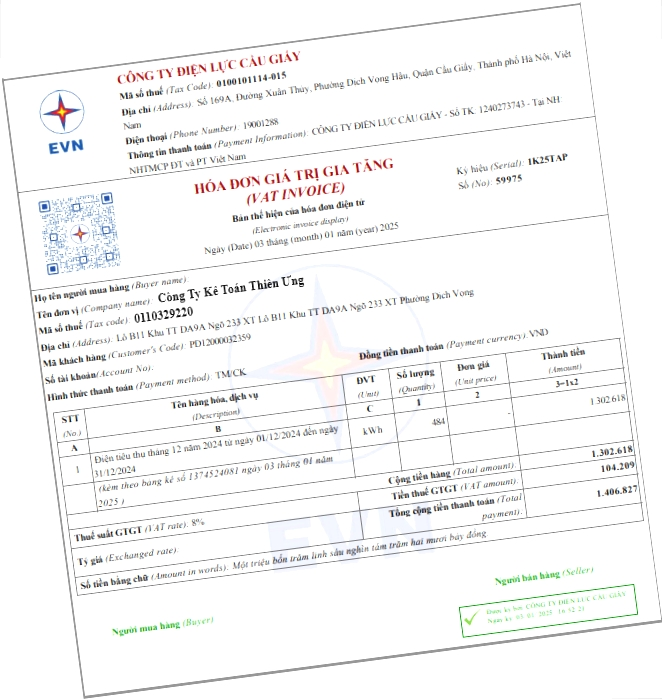 CÔNG TY ĐIỆN LỰC CẦU GIẤY
Mã số thuế (Tax Code): 0100101114-015
Địa chỉ (Address): Số 169A, Đường Xuân Thủy, Phường Dịch Vọng Hậu, Quận Cầu Giấy, Thành phố Hà Nội, Việt
Nam
Điện thoại (Phone Number): 19001288
Thông tin thanh toán (Payment Information): CÔNG TY ĐIỆN LỰC CẦU GIẤY - Số TK: 1240273743 - Tại NH:
NHTMCP ĐT và PT Việt Nam
EVN
HÓA ĐƠN GIÁ TRỊ GIA TĂNG
(VAT INVOICE)
Bản thể hiện của hóa đơn điện tử
(Electronic invoice display)
Ngày (Date) 03 tháng (month) 01 năm (year) 2025
Ký hiệu (Serial): 1K25TAP
Số (No): 59975
Họ tên người mua hàng (Buyer name):
Tên đơn vị (Company name): Công Ty Kế Toán Thiên Ưng
Mã số thuế (Tax code): 0110329220
Địa chỉ (Address): Lô B11 Khu TT DA9A Ngõ 233 XT Lô B11 Khu TT DA9A Ngõ 233 XT Phường Dịch Vọng
Mã khách hàng (Customer's Code): PD12000032359
Số tài khoản(Account No):
Hình thức thanh toán (Payment method): TM/CK
Đồng tiền thanh toán (Payment currency): VND
STT
(No.)
Tên hàng hóa, dịch vụ
(Description)
ĐVT
(Unit)
Số lượng
(Quantity)
Đơn giá
(Unit price)
Thành tiền
(Amount)
A
B
C
1
2
3=1x2
1
Điện tiêu thụ tháng 12 năm 2024 từ ngày 01/12/2024 đến ngày
31/12/2024
kWh
484
-
1.302.618
(kèm theo bảng kê số 1374524081 ngày 03 tháng 01 năm
2025 )
Cộng tiền hàng (Total amount):
1.302.618
Thuế suất GTGT (VAT rate): 8%
Tiền thuế GTGT (VAT amount):
104.209
Tỷ giá (Exchanged rate):
Tổng cộng tiền thanh toán (Total
payment):
1.406.827
Số tiền bằng chữ (Amount in words): Một triệu bốn trăm linh sáu nghìn tám trăm hai mươi bảy đồng.
EVN
Người mua hàng (Buyer)
Người bán hàng (Seller)
Được ký bởi: CÔNG TY ĐIỆN LỰC CẦU GIẤY
Ngày ký: 03 01 2025 16:52:21